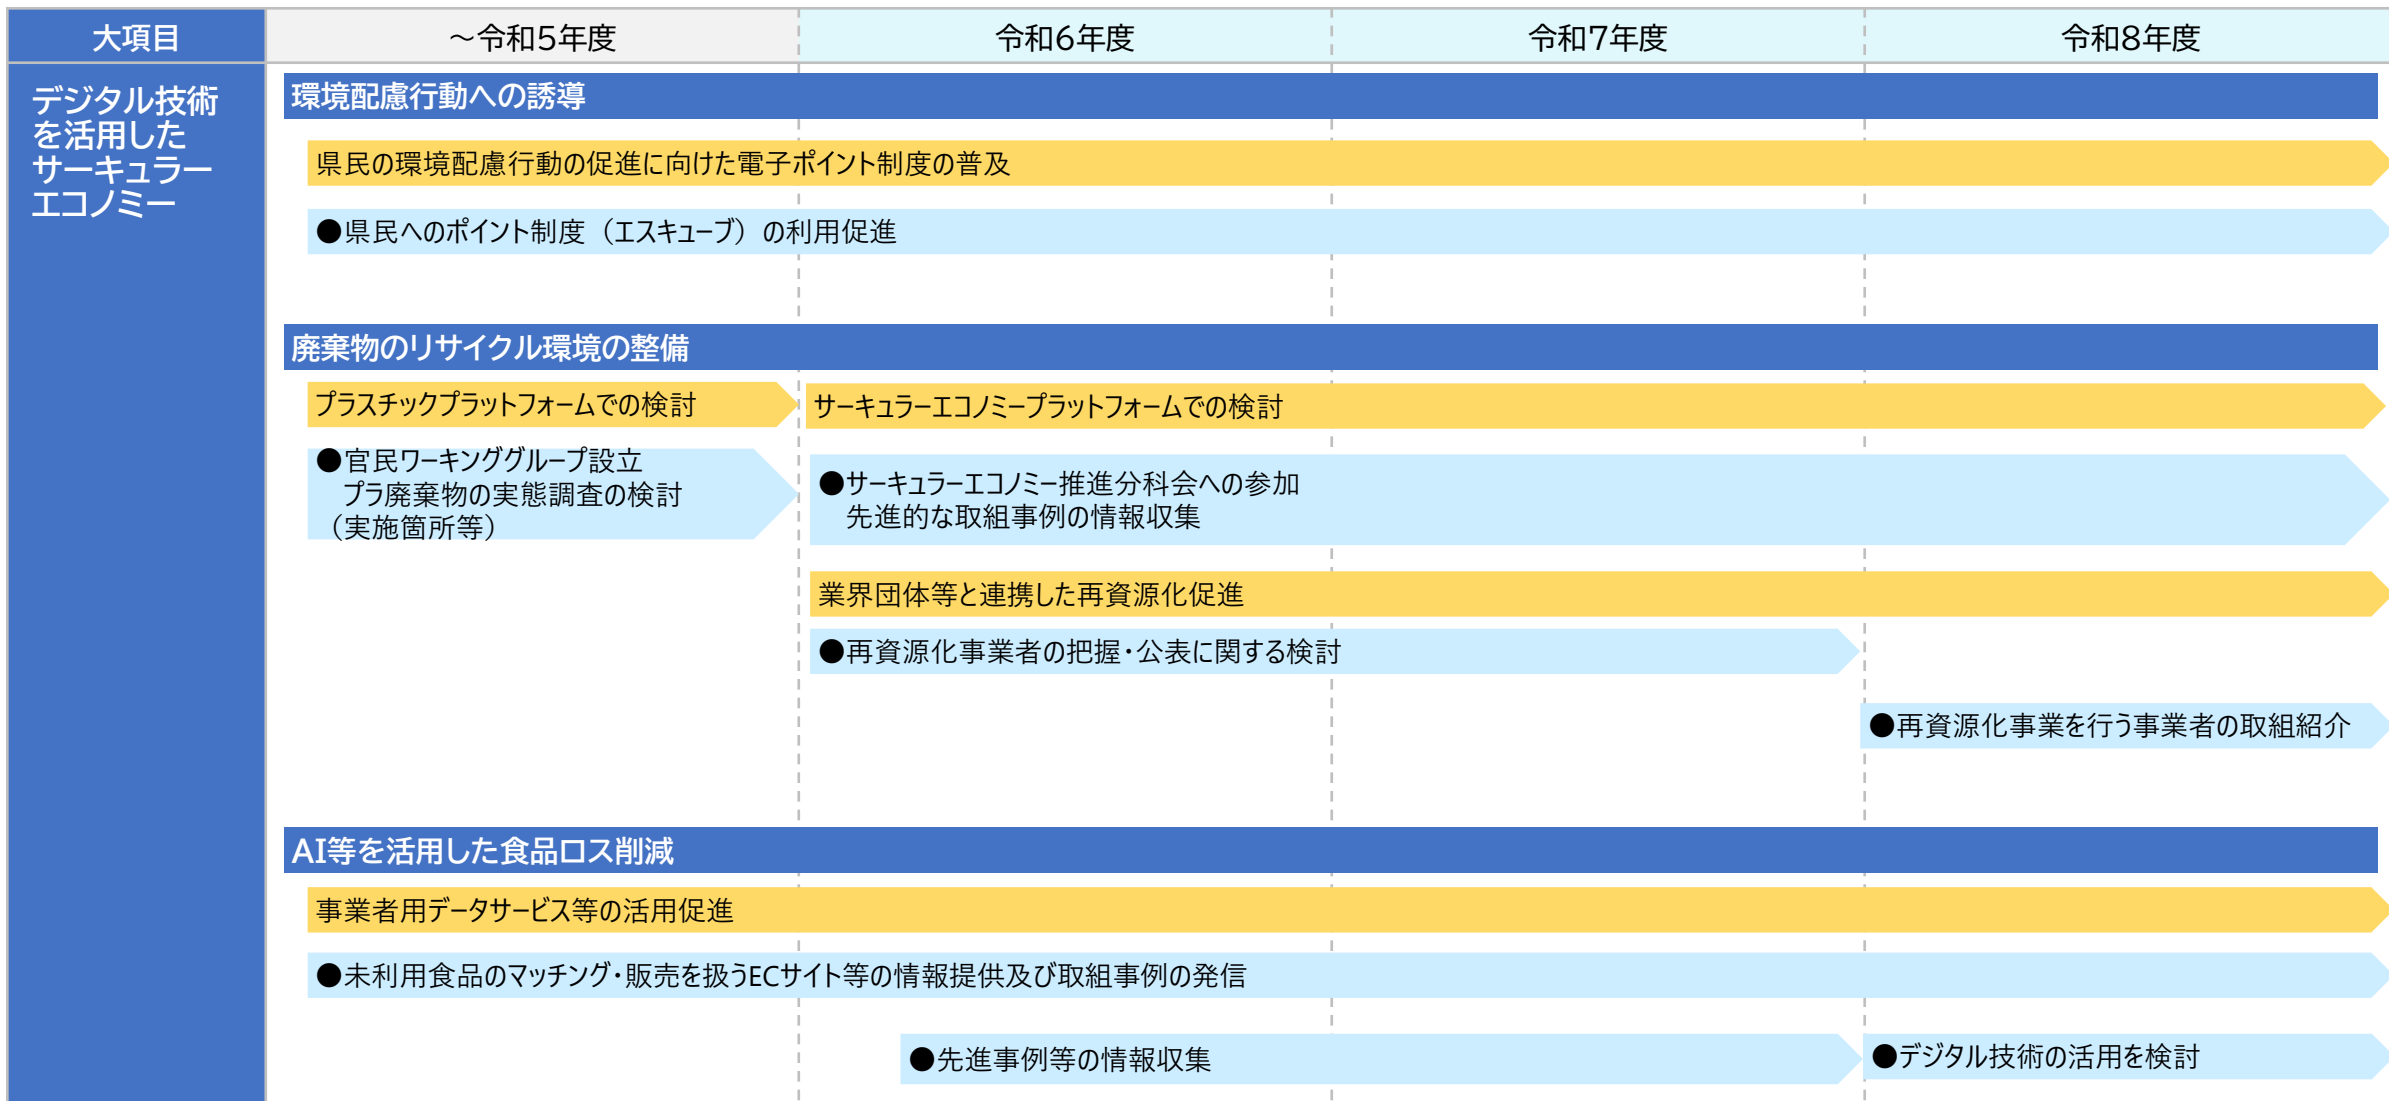 大項目
～令和5年度
令和6年度
令和7年度
令和8年度
デジタル技術
を活用した
サーキュラー
エコノミー
環境配慮行動への誘導
県民の環境配慮行動の促進に向けた電子ポイント制度の普及
●県民へのポイント制度（エスキューブ）の利用促進
廃棄物のリサイクル環境の整備
プラスチックプラットフォームでの検討
サーキュラーエコノミープラットフォームでの検討
●官民ワーキンググループ設立
プラ廃棄物の実態調査の検討
（実施箇所等）
●サーキュラーエコノミー推進分科会への参加
先進的な取組事例の情報収集
業界団体等と連携した再資源化促進
●再資源化事業者の把握・公表に関する検討
●再資源化事業を行う事業者の取組紹介
AI等を活用した食品ロス削減
事業者用データサービス等の活用促進
●未利用食品のマッチング・販売を扱うECサイト等の情報提供及び取組事例の発信
●先進事例等の情報収集
●デジタル技術の活用を検討